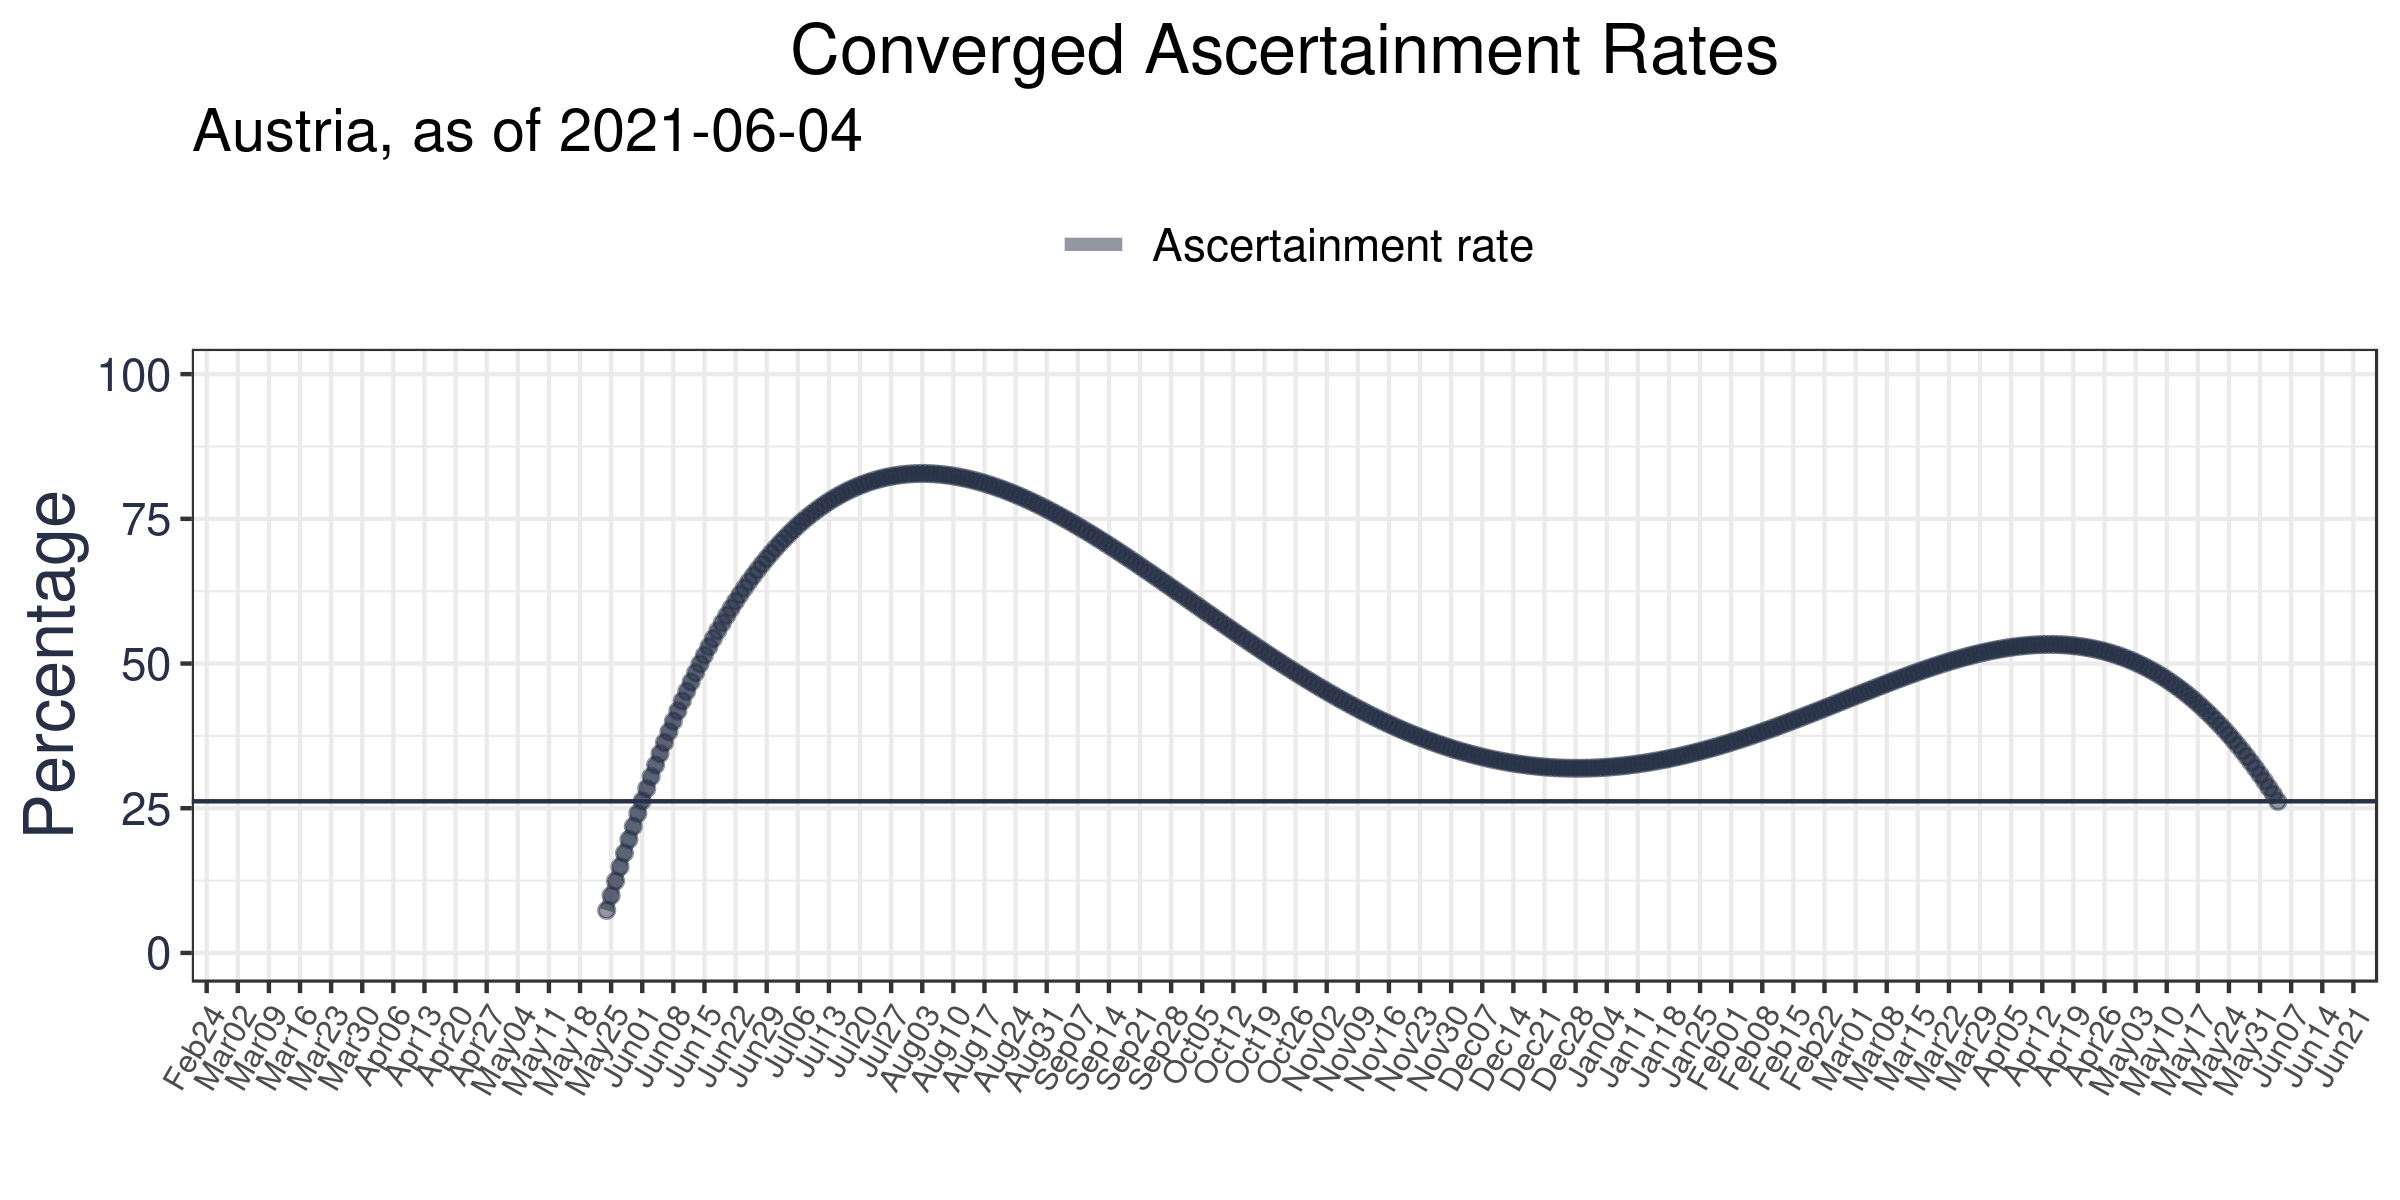 Converged Ascertainment Rates
Austria, as of 2021-06-04
Ascertainment rate
Percentage
100
75
50
25
0
Feb24
Mar02
Mar09
Mar16
Mar23
Mar30
Apr06
Apr13
Apr20
Apr27
May04
May11
May18
May25
Jun01
Jun08
Jun15
Jun22
Jun29
Jul06
Jul13
Jul20
Jul27
Aug03
Aug10
Aug17
Aug24
Aug31
Sep07
Sep14
Sep21
Sep28
Oct05
Oct12
Oct19
Oct26
Nov02
Nov09
Nov16
Nov23
Nov30
Dec07
Dec14
Dec21
Dec28
Jan04
Jan11
Jan18
Jan25
Feb01
Feb08
Feb15
Feb22
Mar01
Mar08
Mar15
Mar22
Mar29
Apr05
Apr12
Apr19
Apr26
May03
May10
May17
May24
May31
Jun07
Jun14
Jun21